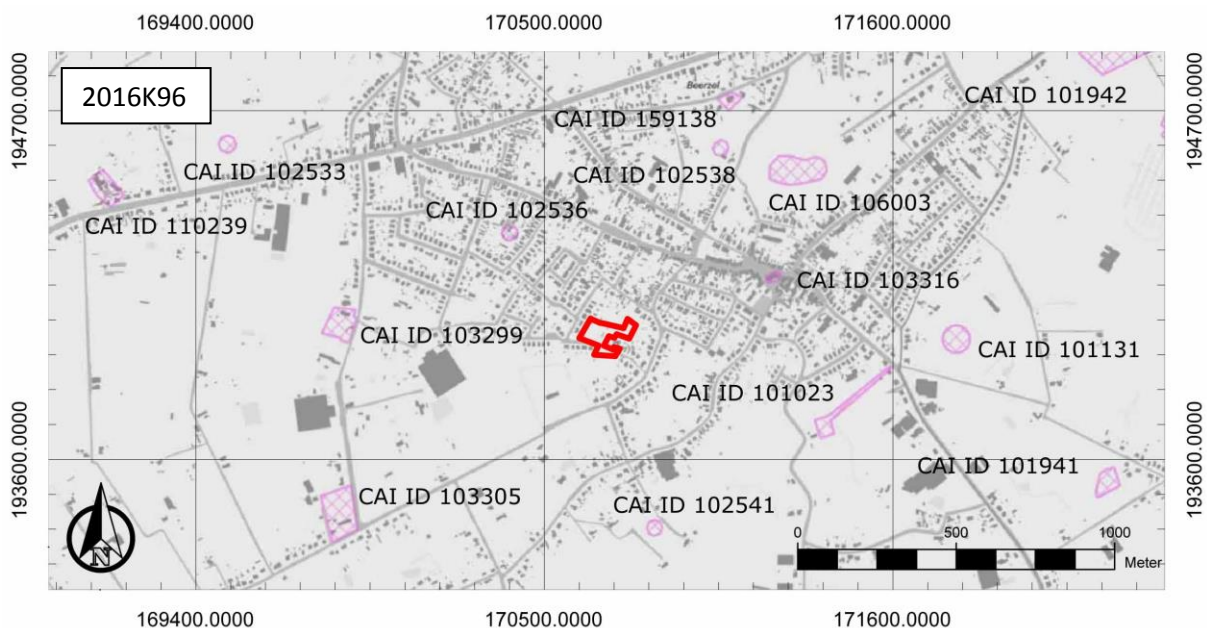 169400.0000 170500.0000 171600.0000
2016K96
Beerzel
CAI ID 101942
194700.0000
194700.0000
CAI ID 159138
CAI ID 102533
CAI ID 102538
CAI ID 102536
CAI ID 106003
CAI ID 110239
CAI ID 103316
CAI ID 103299
CAI ID 101131
CAI ID 101023
193600.0000
193600.0000
CAI ID 101941
CAI ID 103305
CAI ID 102541
N
0 500 1000
Meter
169400.0000 170500.0000 171600.0000